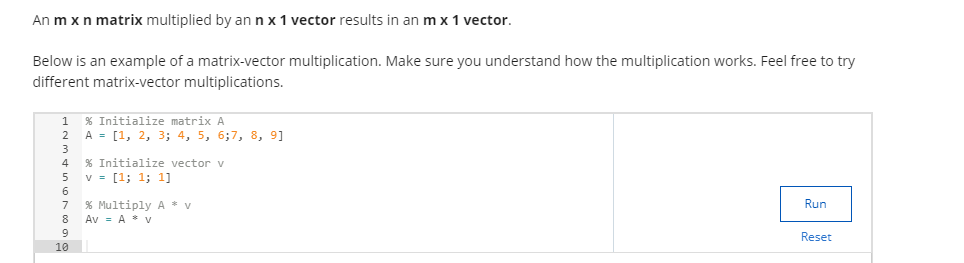 An m x n matrix multiplied by an n x 1 vector results in an m x 1 vector.
Below is an example of a matrix-vector multiplication. Make sure you understand how the multiplication works. Feel free to try
different matrix-vector multiplications.
1 % Initialize matrix A
2 A = [1, 2, 3; 4, 5, 6;7, 8, 9]
3
4 % Initialize vector v
5 v = [1; 1; 1]
6
7 % Multiply A * v
8 Av = A * v
9
10
Run
Reset